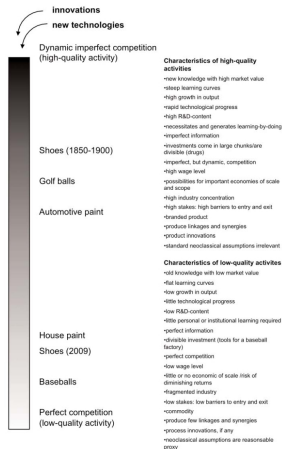 innovations
new technologies
Dynamic imperfect competition
(high-quality activity)
Shoes (1850-1900)
Golf balls
Automotive paint
House paint
Shoes (2009)
Baseballs
Perfect competition
(low-quality activity)
Characteristics of high-quality
activities
•new knowledge with high market value
•steep learning curves
•high growth in output
•rapid technological progress
•high R&D-content
•necessitates and generates learning-by-doing
•imperfect information
•investments come in large chunks/are
divisible (drugs)
•imperfect, but dynamic, competition
•high wage level
•possibilities for important economies of scale
and scope
•high industry concentration
•high stakes: high barriers to entry and exit
•branded product
•produce linkages and synergies
•product innovations
•standard neoclassical assumptions irrelevant
Characteristics of low-quality activites
•old knowledge with low market value
•flat learning curves
•low growth in output
•little technological progress
•low R&D-content
•little personal or institutional learning required
•perfect information
•divisible investment (tools for a baseball
factory)
•perfect competition
•low wage level
•little or no economic of scale /risk of
diminishing returns
•fragmented industry
•low stakes: low barriers to entry and exit
•commodity
•produce few linkages and synergies
•process innovations, if any
•neoclassical assumptions are reasonsable
proxy